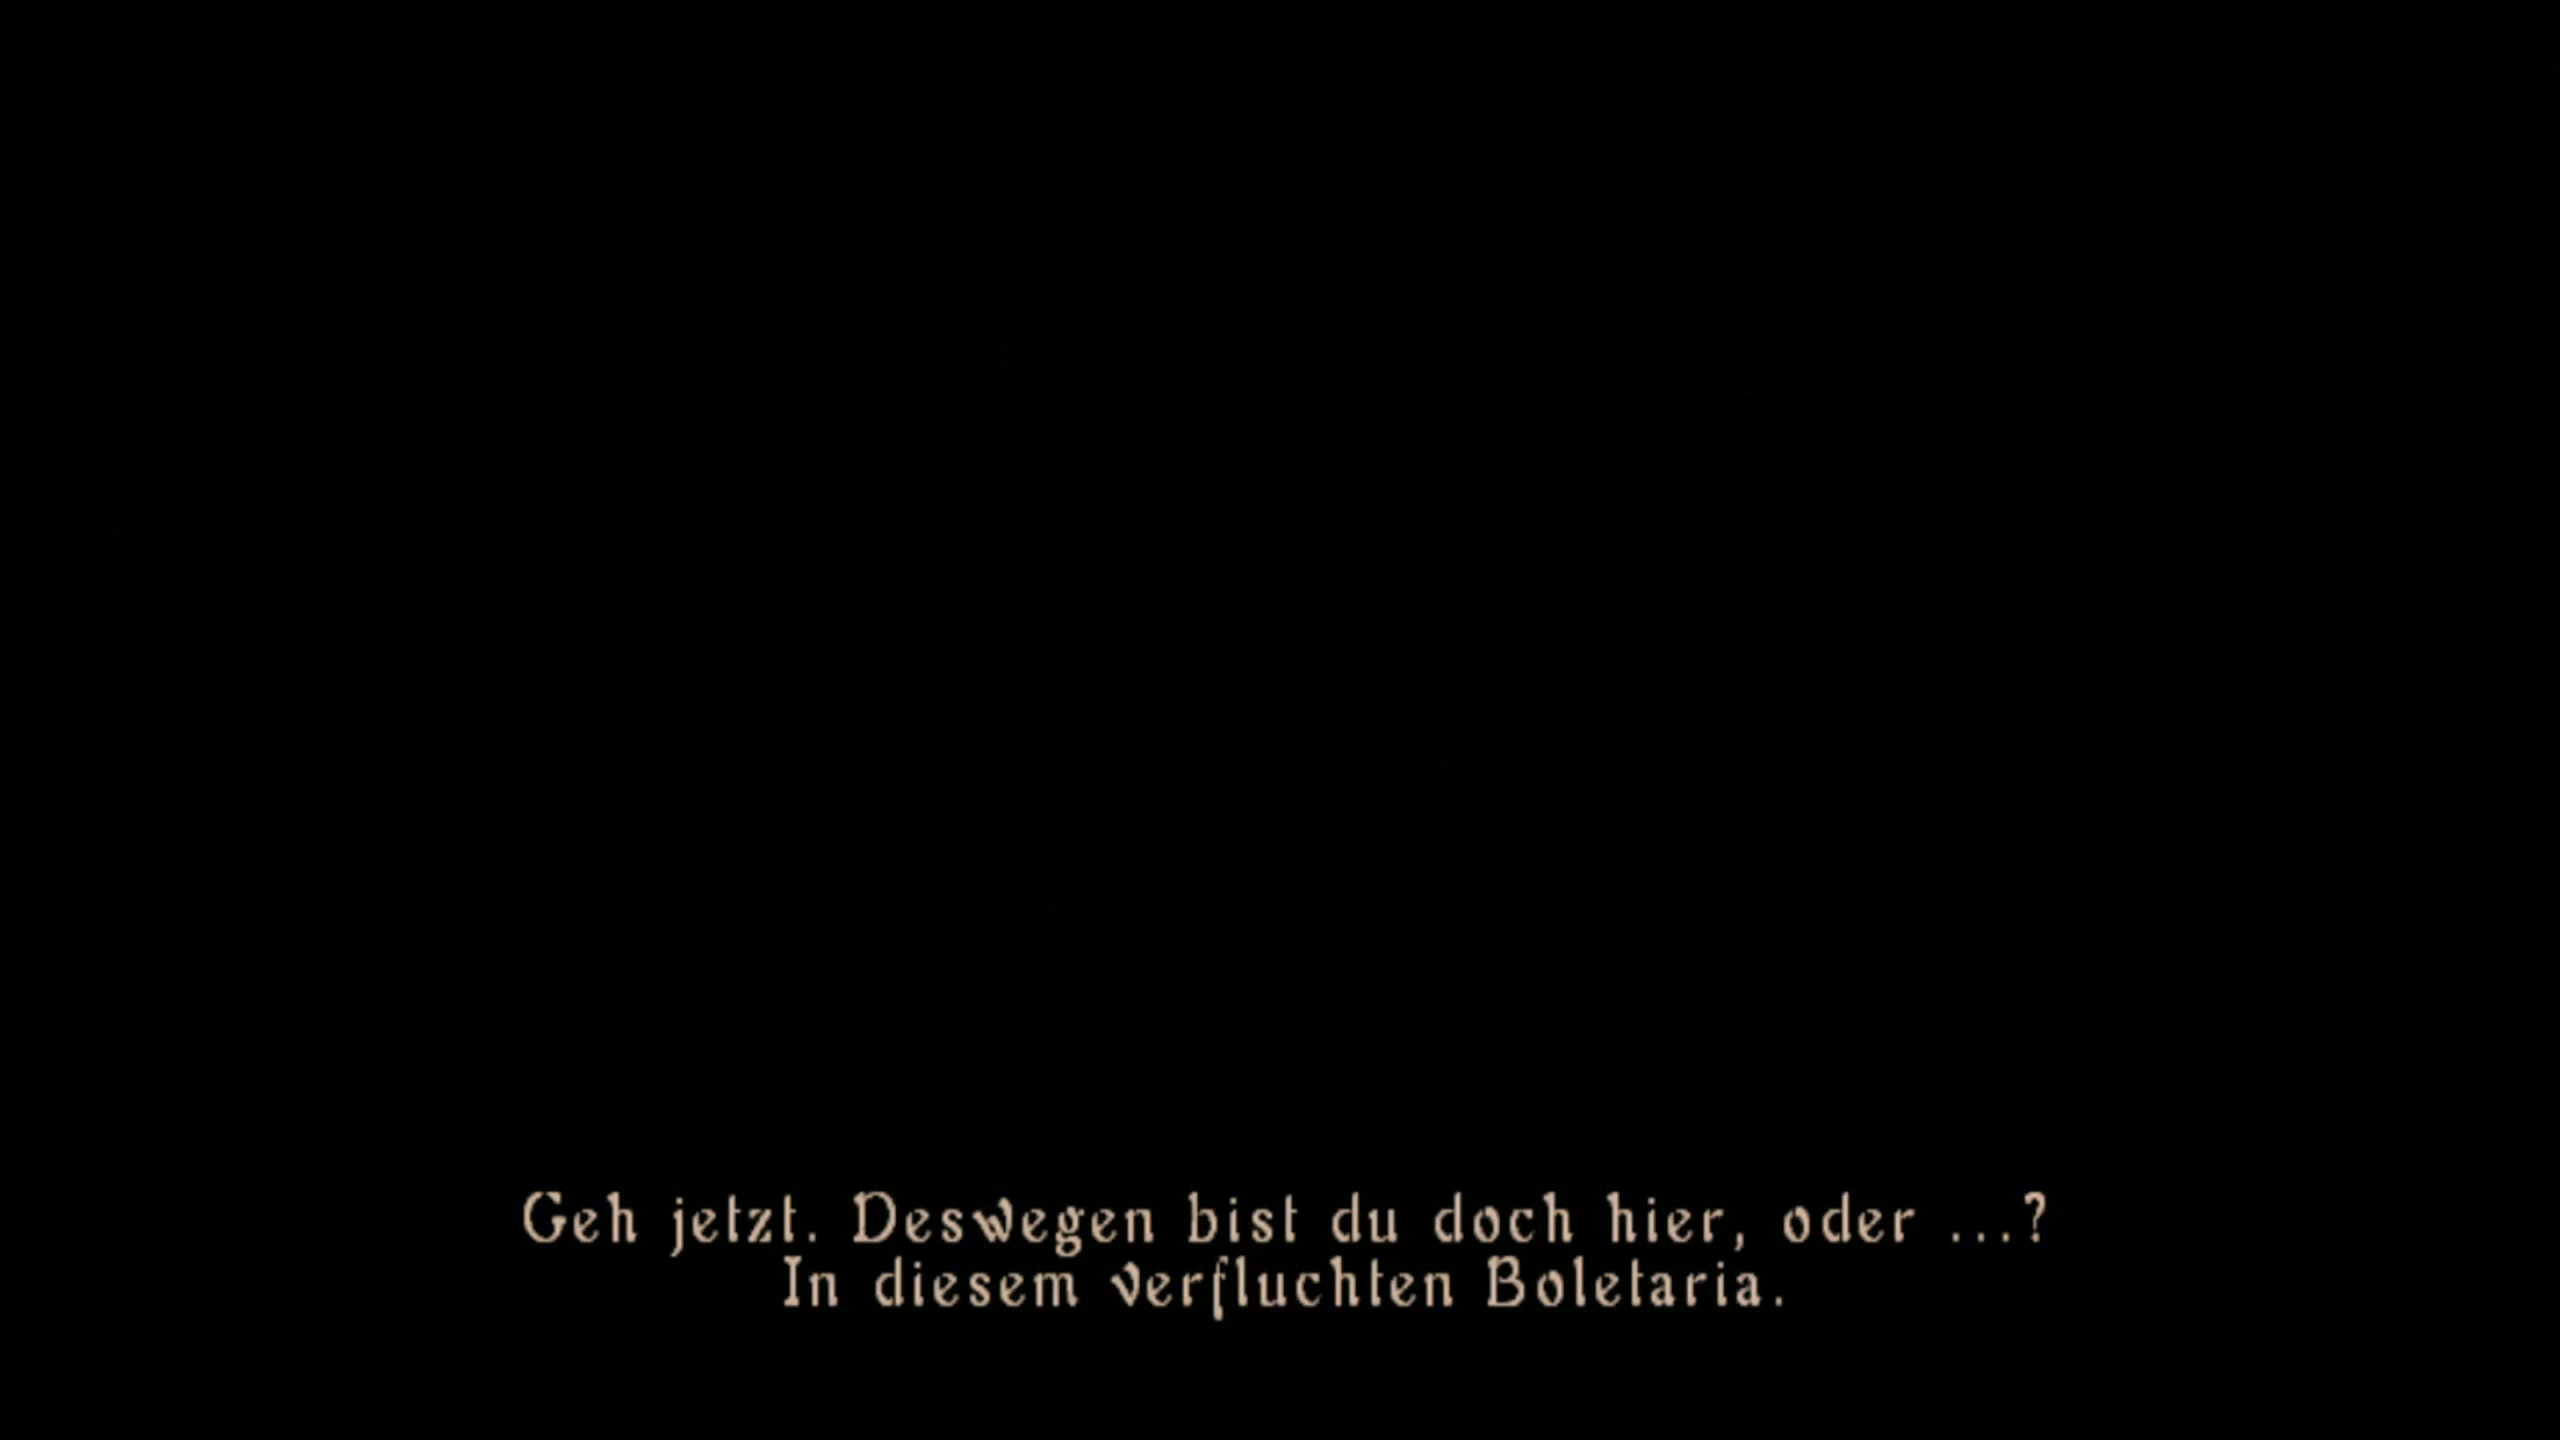 Geh jetzt. Deswegen bist du doch hier, oder ...?
In diesem verfluchten Boletaria.